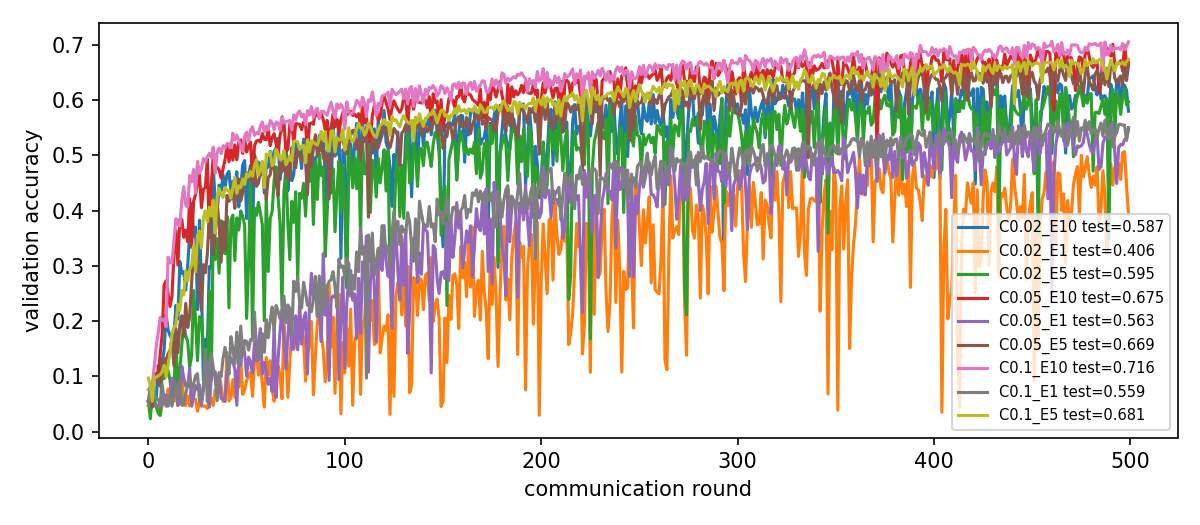 validation accuracy
0.7
0.6
0.5
0.4
0.3
0.2
0.1
0.0
0
100
200
300
400
500
communication round
C0.02_E10 test=0.587
C0.02_E1 test=0.406
C0.02_E5 test=0.595
C0.05_E10 test=0.675
C0.05_E1 test=0.563
C0.05_E5 test=0.669
C0.1_E10 test=0.716
C0.1_E1 test=0.559
C0.1_E5 test=0.681